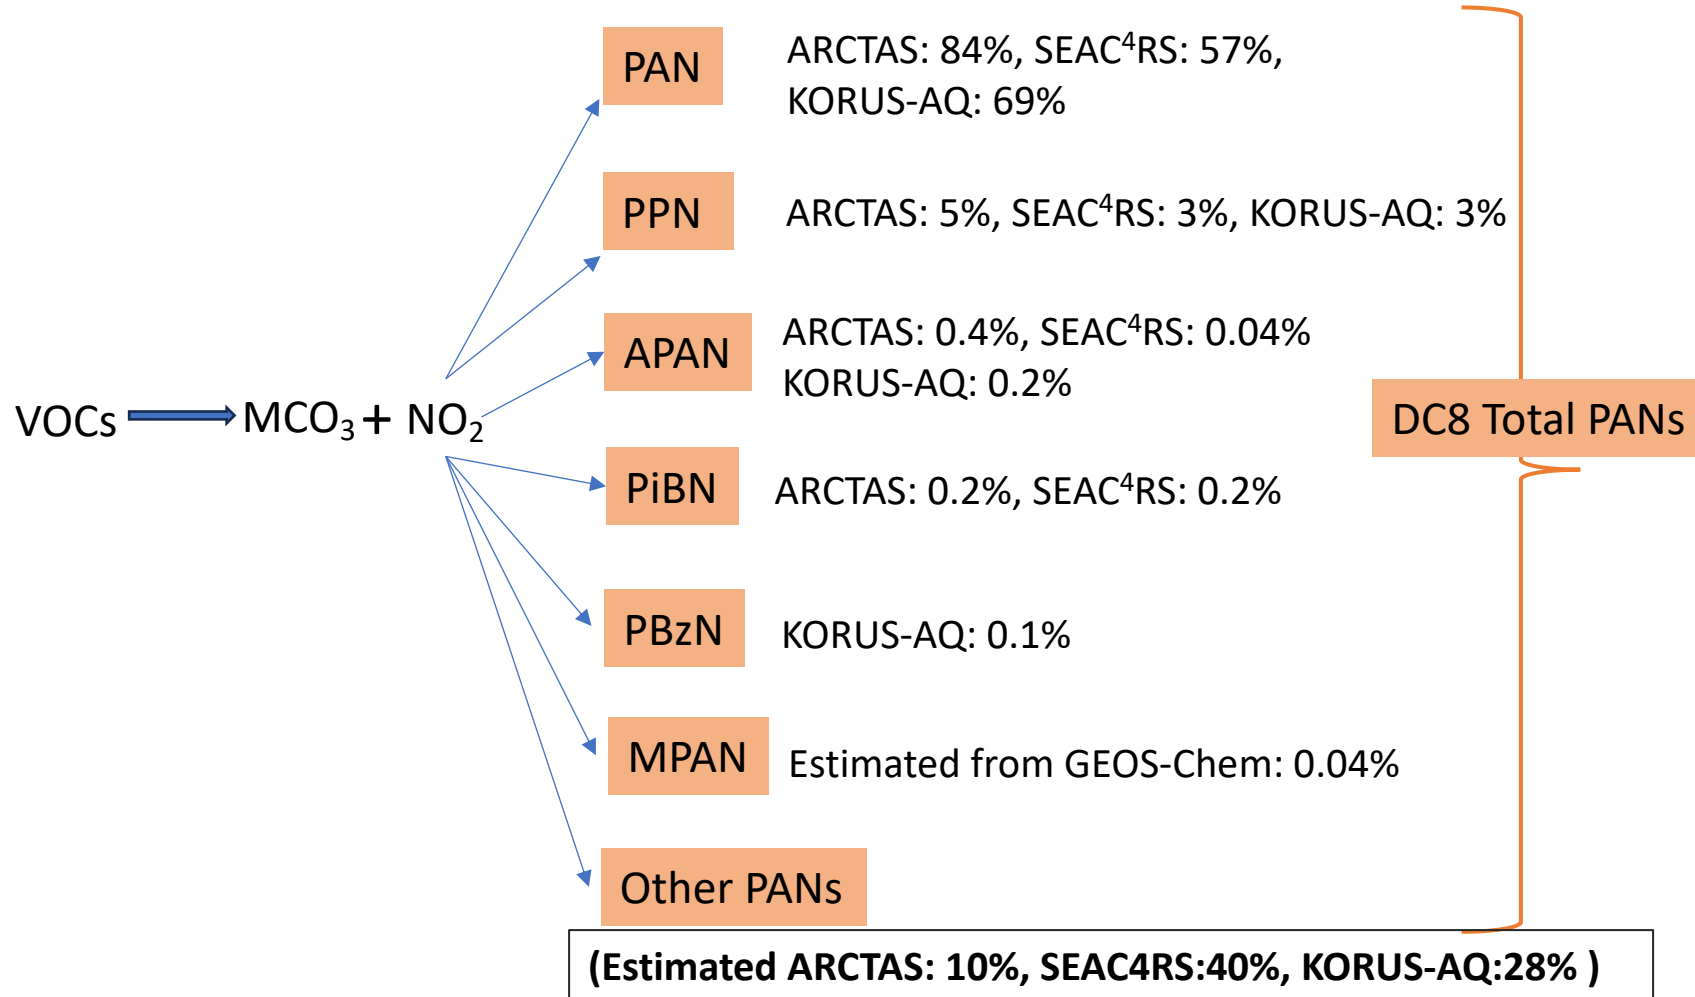 PAN
ARCTAS: 84%, SEAC⁴RS: 57%,
KORUS-AQ: 69%
PPN
ARCTAS: 5%, SEAC⁴RS: 3%, KORUS-AQ: 3%
APAN
ARCTAS: 0.4%, SEAC⁴RS: 0.04%
KORUS-AQ: 0.2%
VOCs
MCO₃ + NO₂
DC8 Total PANs
PiBN
ARCTAS: 0.2%, SEAC⁴RS: 0.2%
PBzN
KORUS-AQ: 0.1%
MPAN
Estimated from GEOS-Chem: 0.04%
Other PANs
(Estimated ARCTAS: 10%, SEAC4RS:40%, KORUS-AQ:28% )